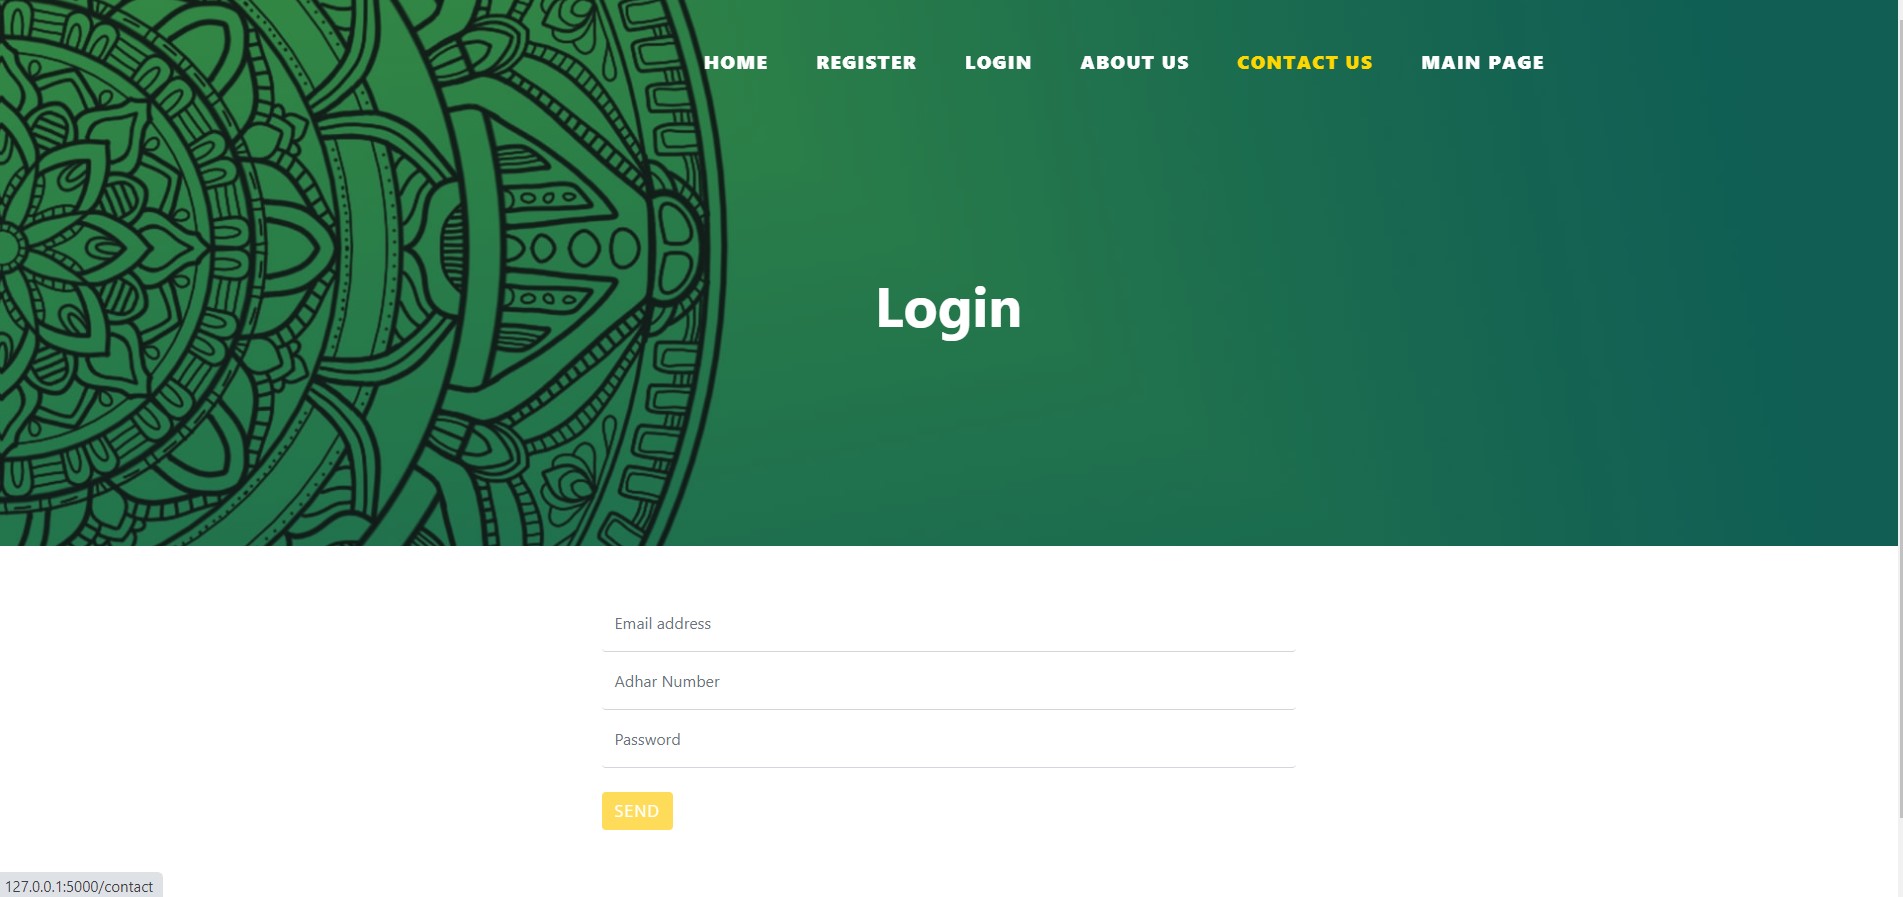 HOME REGISTER LOGIN ABOUT US CONTACT US MAIN PAGE
Login
Email address
Adhar Number
Password
SEND
127.0.0.1:5000/contact